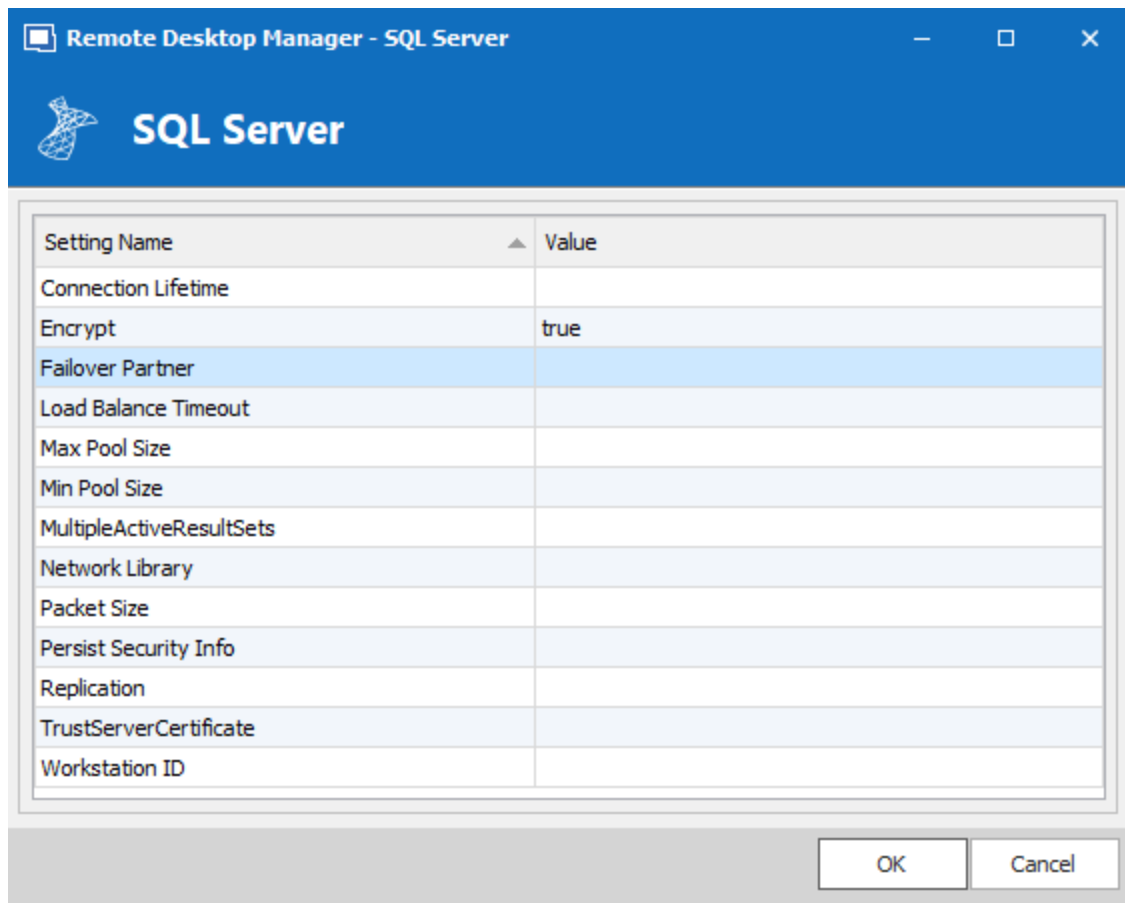 Remote Desktop Manager - SQL Server
SQL Server
Setting Name Value
Connection Lifetime
Encrypt true
Failover Partner
Load Balance Timeout
Max Pool Size
Min Pool Size
MultipleActiveResultSets
Network Library
Packet Size
Persist Security Info
Replication
TrustServerCertificate
Workstation ID
OK Cancel